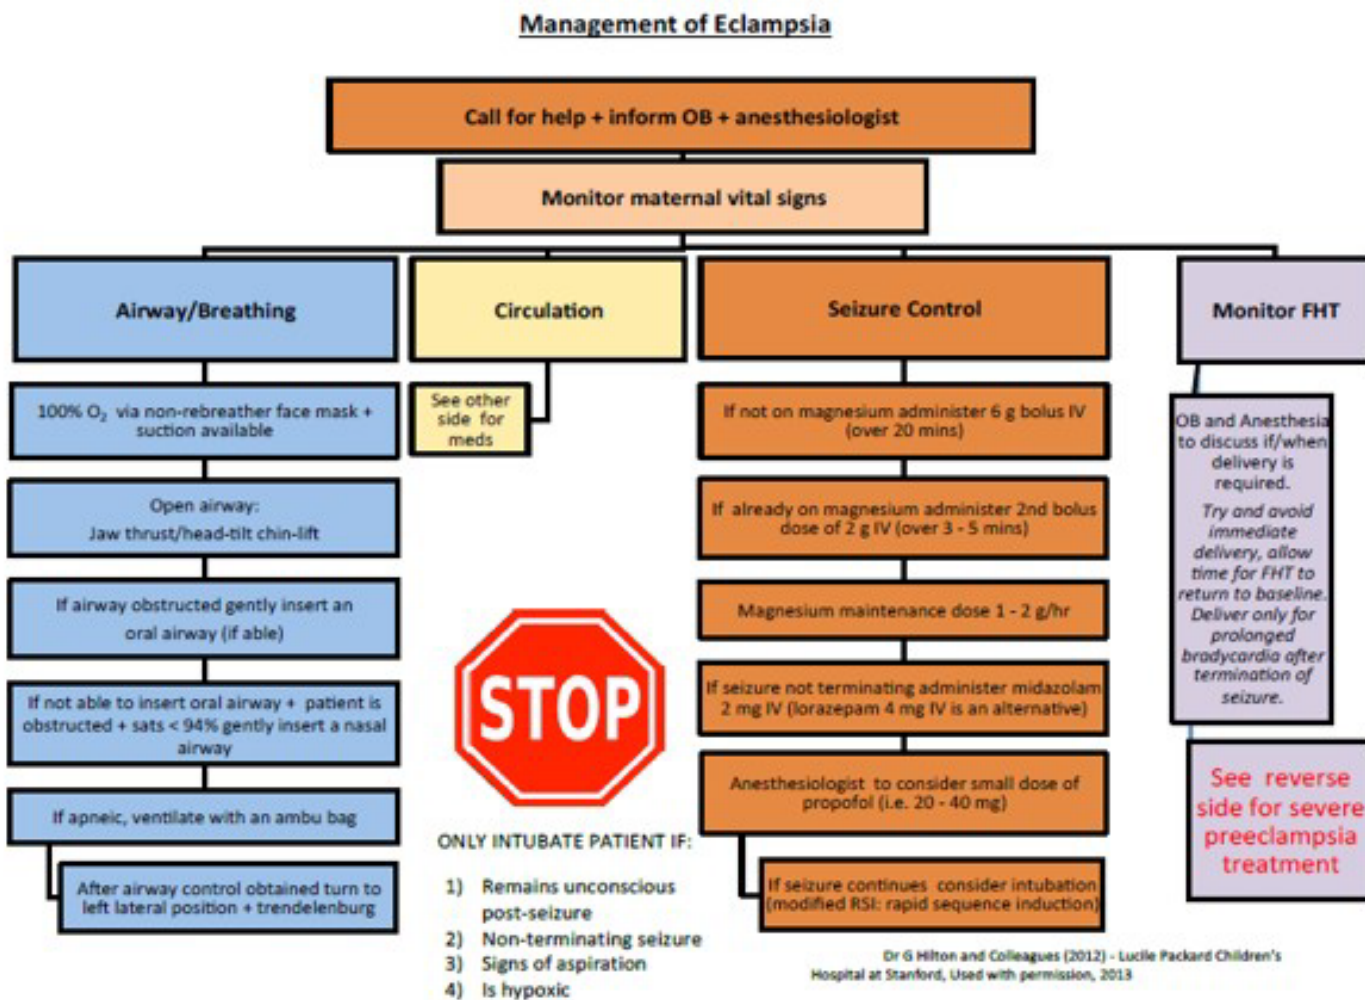 Management of Eclampsia
Call for help + inform OB + anesthesiologist
Monitor maternal vital signs
Airway/Breathing
100% O₂ via non-rebreather face mask +
suction available
Open airway:
Jaw thrust/head-tilt chin-lift
If airway obstructed gently insert an
oral airway (if able)
If not able to insert oral airway + patient is
obstructed + sats < 94% gently insert a nasal
airway
If apneic, ventilate with an ambu bag
After airway control obtained turn to
left lateral position + trendelenburg
Circulation
See other
side for
meds
STOP
ONLY INTUBATE PATIENT IF:
1) Remains unconscious
post-seizure
2) Non-terminating seizure
3) Signs of aspiration
4) Is hypoxic
Seizure Control
If not on magnesium administer 6 g bolus IV
(over 20 mins)
If already on magnesium administer 2nd bolus
dose of 2 g IV (over 3 - 5 mins)
Magnesium maintenance dose 1 - 2 g/hr
If seizure not terminating administer midazolam
2 mg IV (lorazepam 4 mg IV is an alternative)
Anesthesiologist to consider small dose of
propofol (i.e. 20 - 40 mg)
If seizure continues consider intubation
(modified RSI: rapid sequence induction)
Monitor FHT
OB and Anesthesia
to discuss if/when
delivery is
required.
Try and avoid
immediate
delivery, allow
time for FHT to
return to baseline.
Deliver only for
prolonged
bradycardia after
termination of
seizure.
See reverse
side for severe
preeclampsia
treatment
Dr G Hilton and Colleagues (2012) - Lucile Packard Children's
Hospital at Stanford, Used with permission, 2013